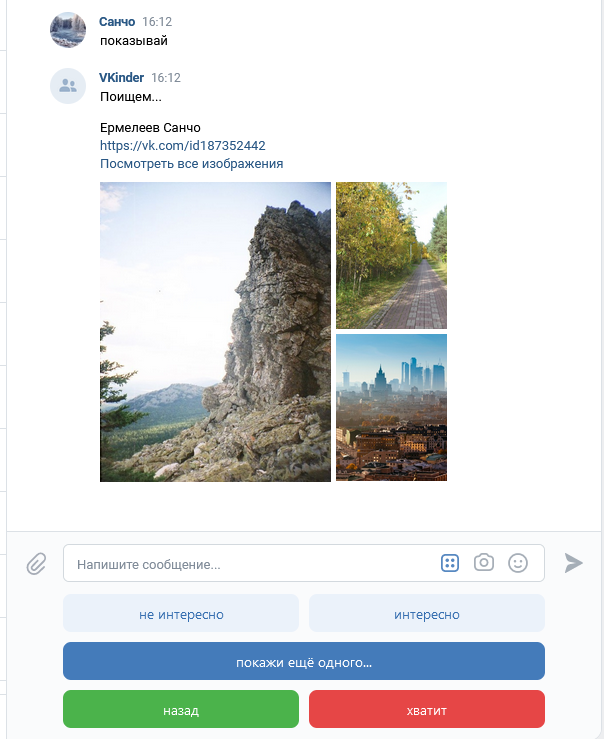 Санчо 16:12
показывай
VKinder 16:12
Поищем...
Ермелеев Санчо
https://vk.com/id187352442
Посмотреть все изображения
Напишите сообщение...
не интересно
интересно
покажи ещё одного...
назад
хватит